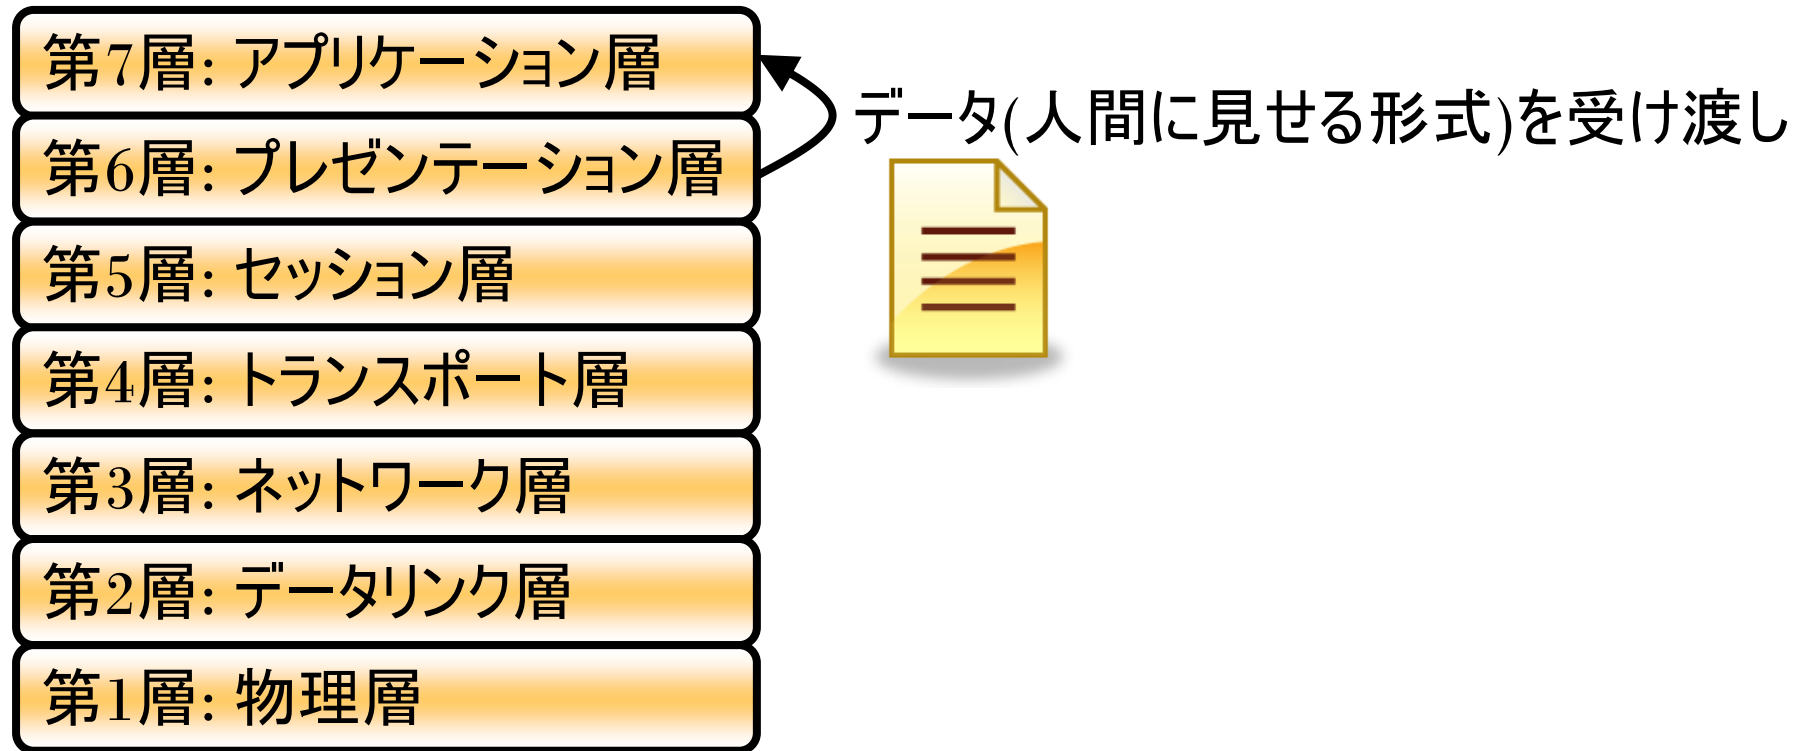 第7層: アプリケーション層
データ(人間に見せる形式)を受け渡し
第6層: プレゼンテーション層
第5層: セッション層
第4層: トランスポート層
第3層: ネットワーク層
第2層: データリンク層
第1層: 物理層